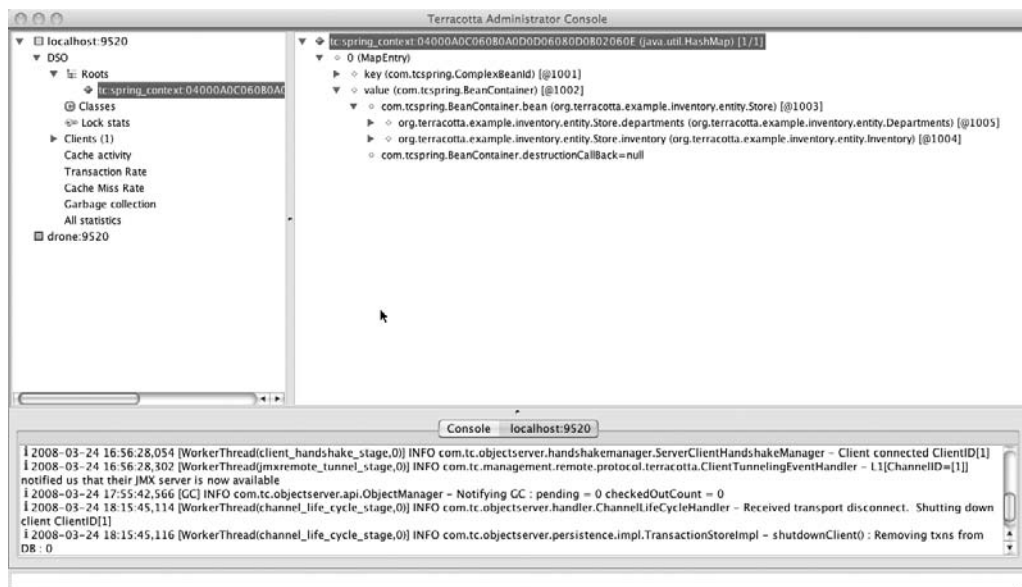 Terracotta Administrator Console
localhost:9520
DSO
Roots
tc:spring_context:04000A0C060B0A0
Classes
Lock stats
Clients (1)
Cache activity
Transaction Rate
Cache Miss Rate
Garbage collection
All statistics
drone:9520
tc:spring_context:04000A0C060B0A0D0D06080D0B02060E (java.util.HashMap) [1/1]
0 (MapEntry)
key (com.tcspring.ComplexBeanId) [@1001]
value (com.tcspring.BeanContainer) [@1002]
com.tcspring.BeanContainer.bean (org.terracotta.example.inventory.entity.Store) [@1003]
org.terracotta.example.inventory.entity.Store.departments (org.terracotta.example.inventory.entity.Departments) [@1005]
org.terracotta.example.inventory.entity.Store.inventory (org.terracotta.example.inventory.entity.Inventory) [@1004]
com.tcspring.BeanContainer.destructionCallBack=null
Console localhost:9520
2008-03-24 16:56:28,054 [WorkerThread(client_handshake_stage,0)] INFO com.tc.objectserver.handshakemanager.ServerClientHandshakeManager - Client connected ClientID[1]
2008-03-24 16:56:28,302 [WorkerThread(jmxremote_tunnel_stage,0)] INFO com.tc.management.remote.protocol.terracotta.ClientTunnelingEventHandler - L1[ChannelID=[1]]
notified us that their JMX server is now available
2008-03-24 17:55:42,566 [GC] INFO com.tc.objectserver.api.ObjectManager - Notifying GC : pending = 0 checkedOutCount = 0
2008-03-24 18:15:45,114 [WorkerThread(channel_life_cycle_stage,0)] INFO com.tc.objectserver.handler.ChannelLifeCycleHandler - Received transport disconnect. Shutting down
client ClientID[1]
2008-03-24 18:15:45,116 [WorkerThread(channel_life_cycle_stage,0)] INFO com.tc.objectserver.persistence.impl.TransactionStoreImpl - shutdownClient() : Removing txns from
DB : 0